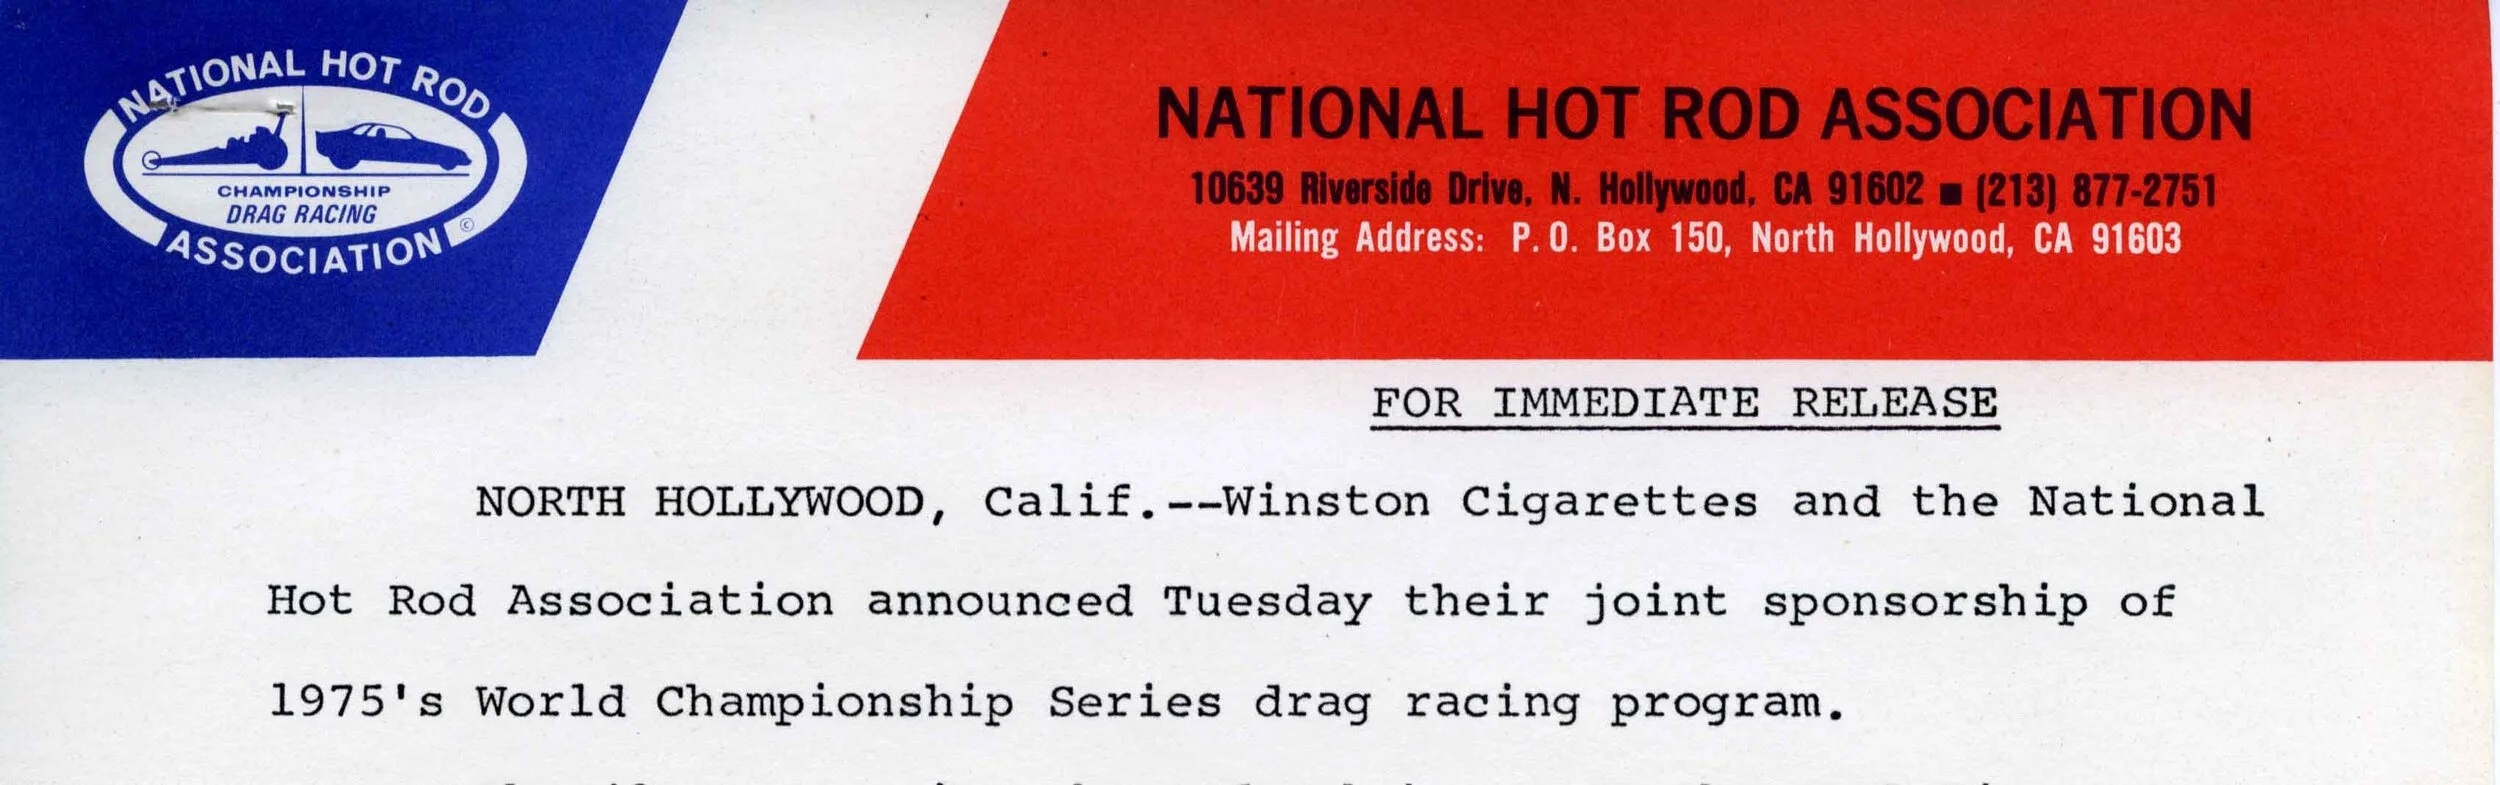 NATIONAL HOT ROD
CHAMPIONSHIP
DRAG RACING
ASSOCIATION ©
NATIONAL HOT ROD ASSOCIATION
10639 Riverside Drive, N. Hollywood, CA 91602 ■ (213) 877-2751
Mailing Address: P. O. Box 150, North Hollywood, CA 91603
FOR IMMEDIATE RELEASE
NORTH HOLLYWOOD, Calif.--Winston Cigarettes and the National
Hot Rod Association announced Tuesday their joint sponsorship of
1975's World Championship Series drag racing program.